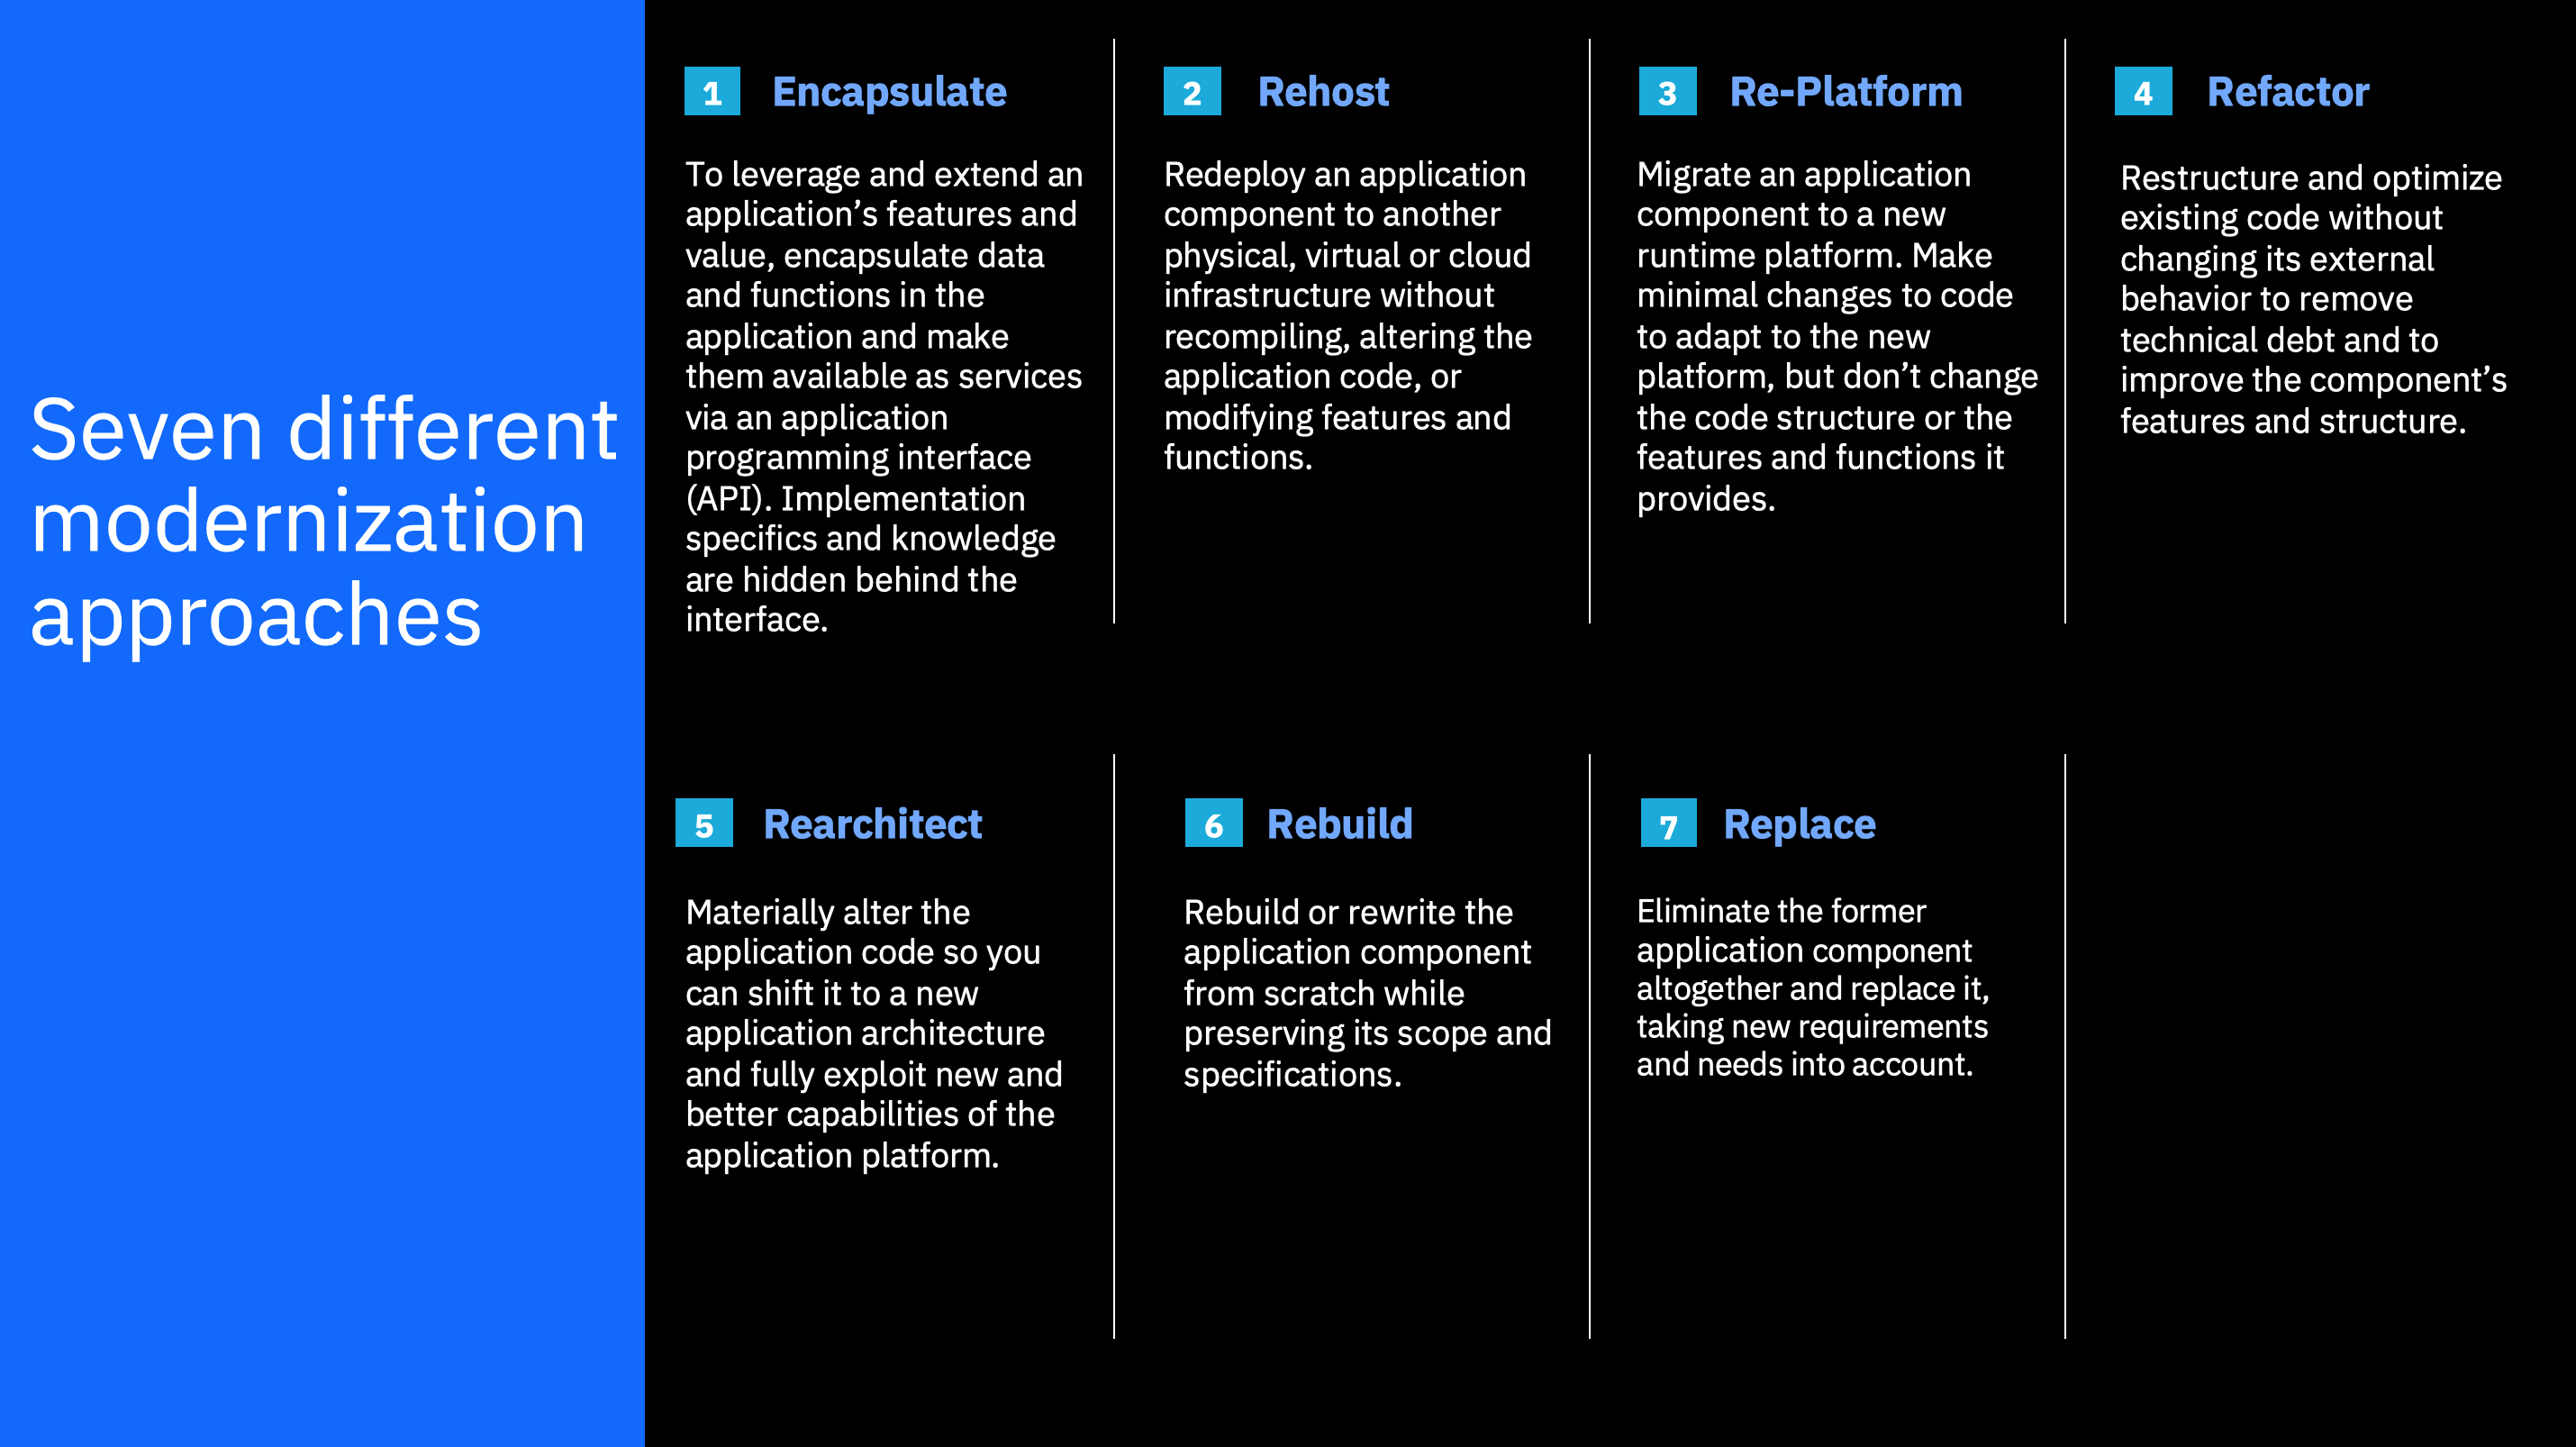 Seven different
modernization
approaches
1 Encapsulate
To leverage and extend an
application’s features and
value, encapsulate data
and functions in the
application and make
them available as services
via an application
programming interface
(API). Implementation
specifics and knowledge
are hidden behind the
interface.
2 Rehost
Redeploy an application
component to another
physical, virtual or cloud
infrastructure without
recompiling, altering the
application code, or
modifying features and
functions.
3 Re-Platform
Migrate an application
component to a new
runtime platform. Make
minimal changes to code
to adapt to the new
platform, but don’t change
the code structure or the
features and functions it
provides.
4 Refactor
Restructure and optimize
existing code without
changing its external
behavior to remove
technical debt and to
improve the component’s
features and structure.
5 Rearchitect
Materially alter the
application code so you
can shift it to a new
application architecture
and fully exploit new and
better capabilities of the
application platform.
6 Rebuild
Rebuild or rewrite the
application component
from scratch while
preserving its scope and
specifications.
7 Replace
Eliminate the former
application component
altogether and replace it,
taking new requirements
and needs into account.